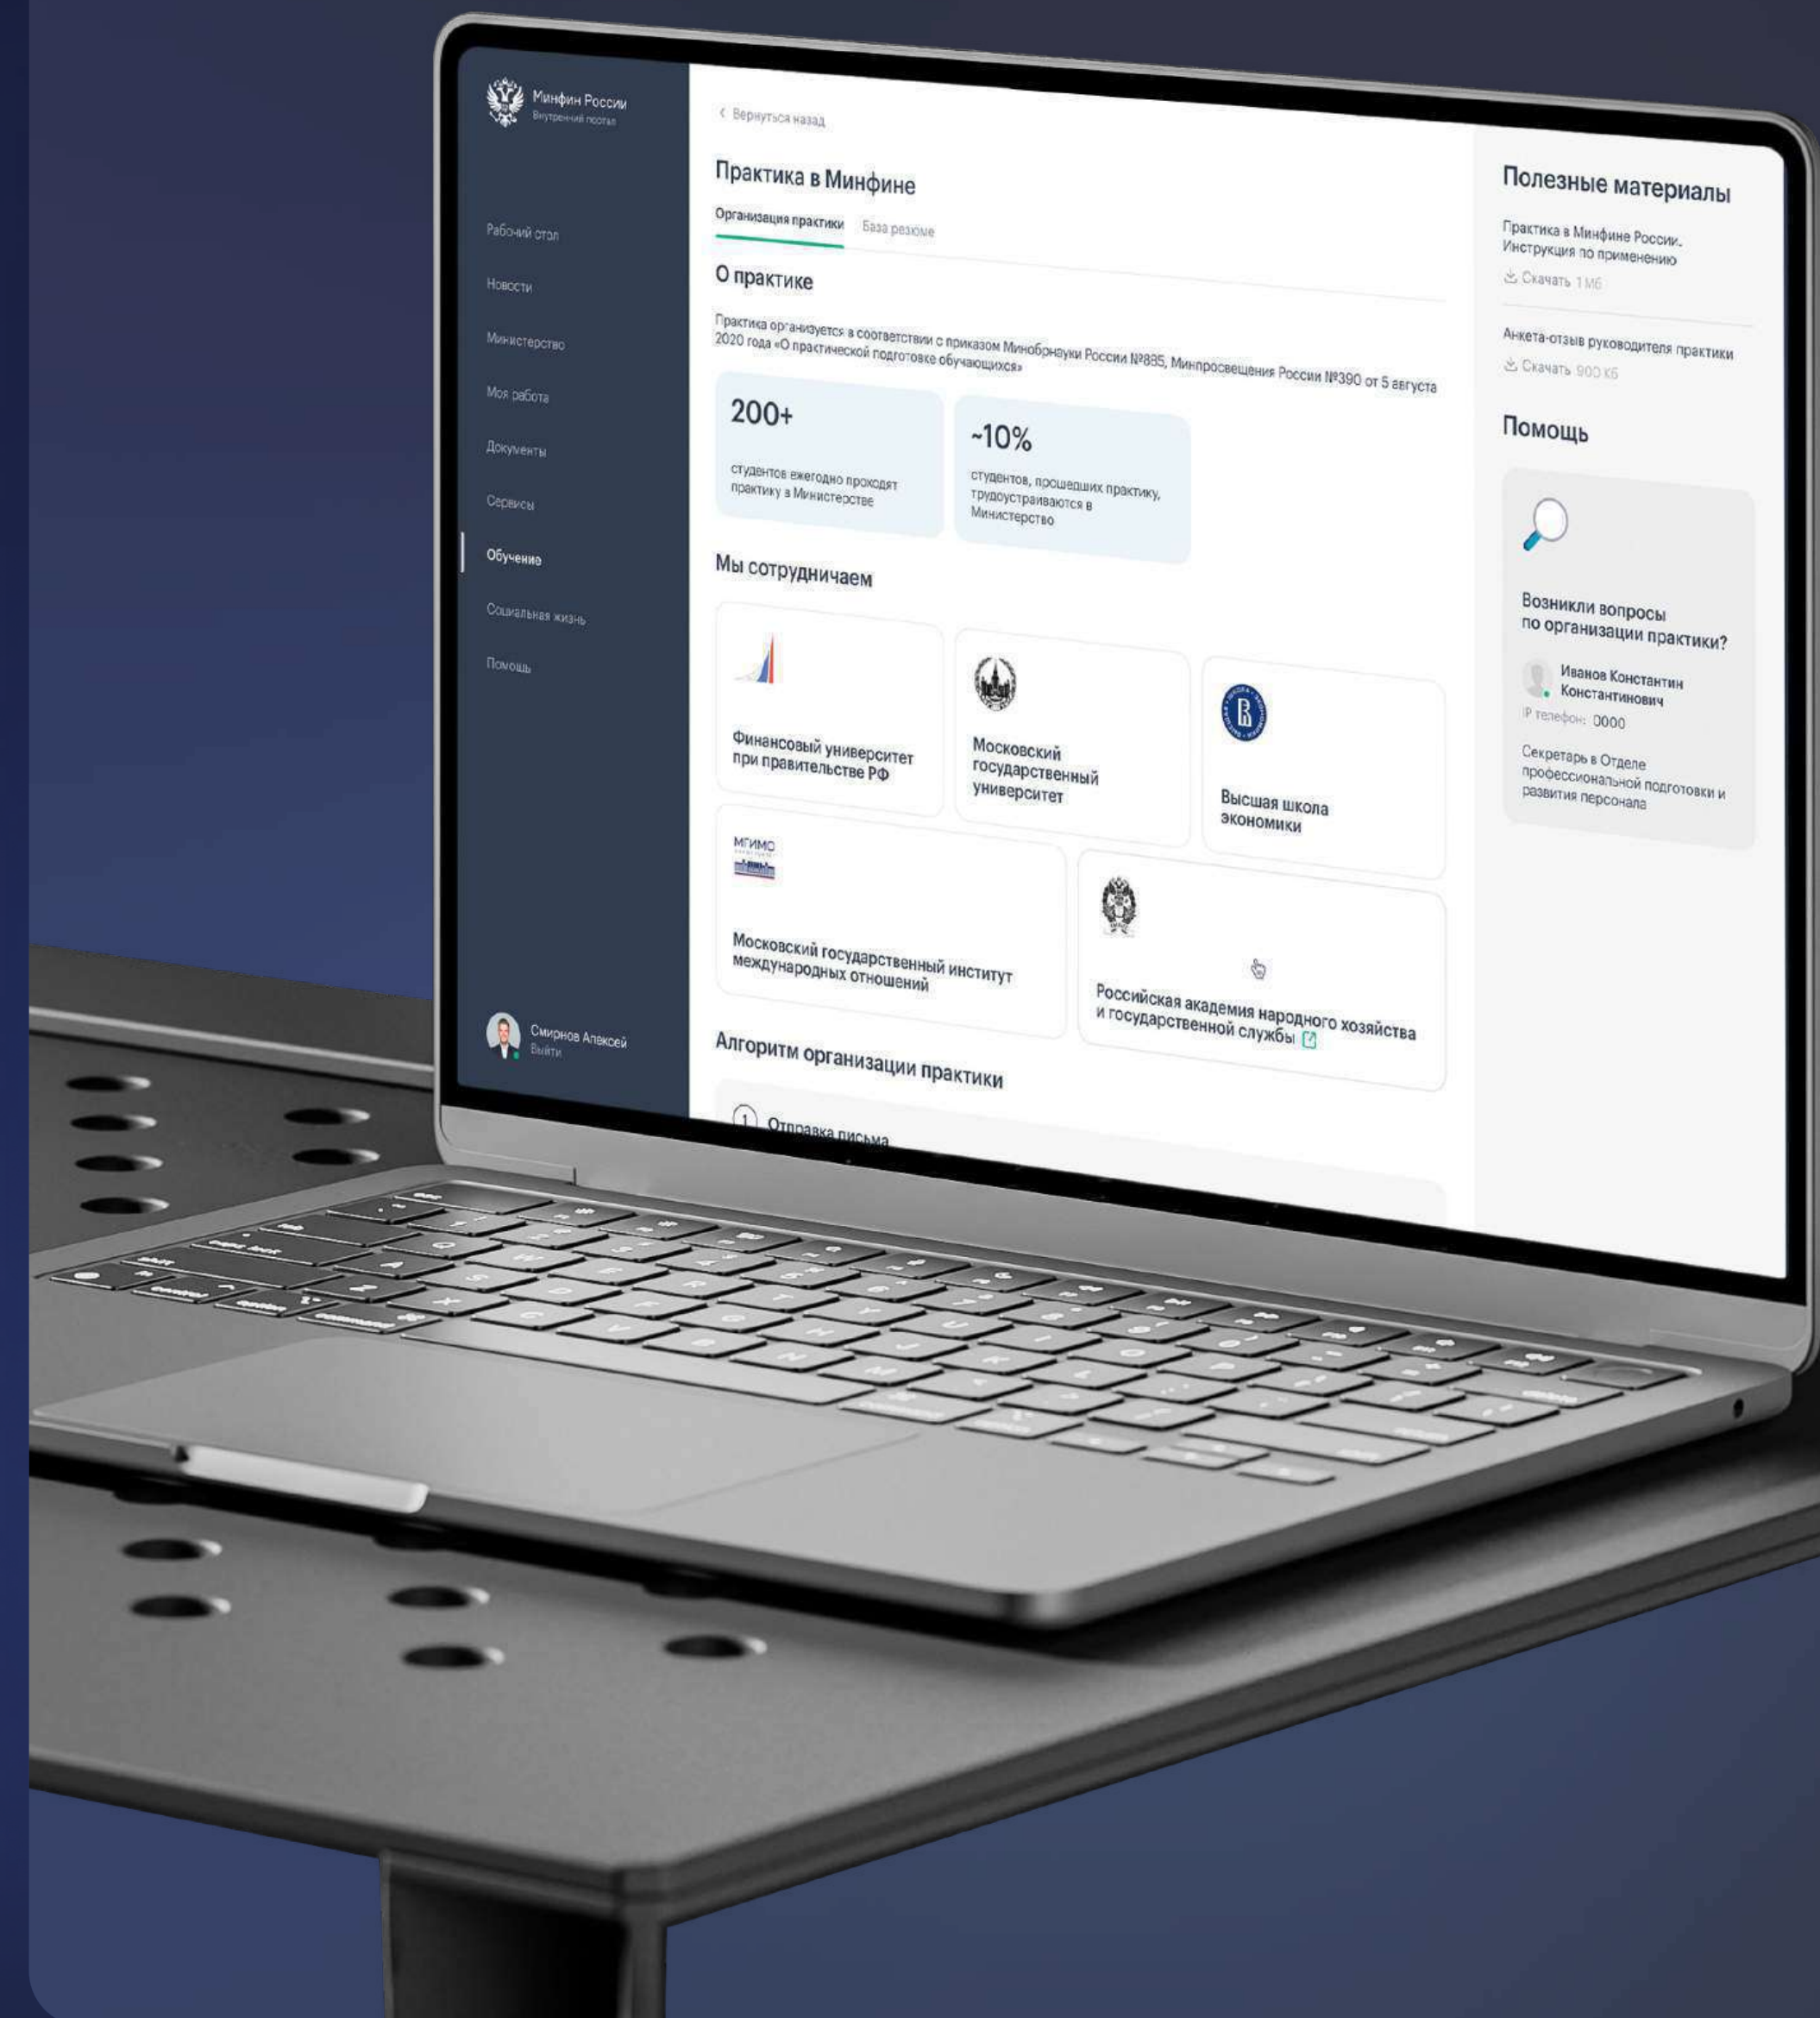 Минфин России
Внутренний портал
Рабочий стол
Новости
Министерство
Моя работа
Документы
Сервисы
Обучение
Социальная жизнь
Помощь
Смирнов Алексей
Выйти
Вернуться назад
Практика в Минфине
Организация практики База резюме
О практике
Практика организуется в соответствии с приказом Минобрнауки России №885, Минпросвещения России №390 от 5 августа
2020 года «О практической подготовке обучающихся»
200+
студентов ежегодно проходят
практику в Министерстве
~10%
студентов, прошедших практику,
трудоустраиваются в
Министерство
Мы сотрудничаем
Финансовый университет
при правительстве РФ
Московский
государственный
университет
Высшая школа
экономики
МГИМО
Московский государственный институт
международных отношений
Российская академия народного хозяйства
и государственной службы
Алгоритм организации практики
1 Отправка письма
Полезные материалы
Практика в Минфине России.
Инструкция по применению
Скачать 1 Мб
Анкета-отзыв руководителя практики
Скачать 900 Кб
Помощь
Возникли вопросы
по организации практики?
Иванов Константин
Константинович
IP телефон: 0000
Секретарь в Отделе
профессиональной подготовки и
развития персонала